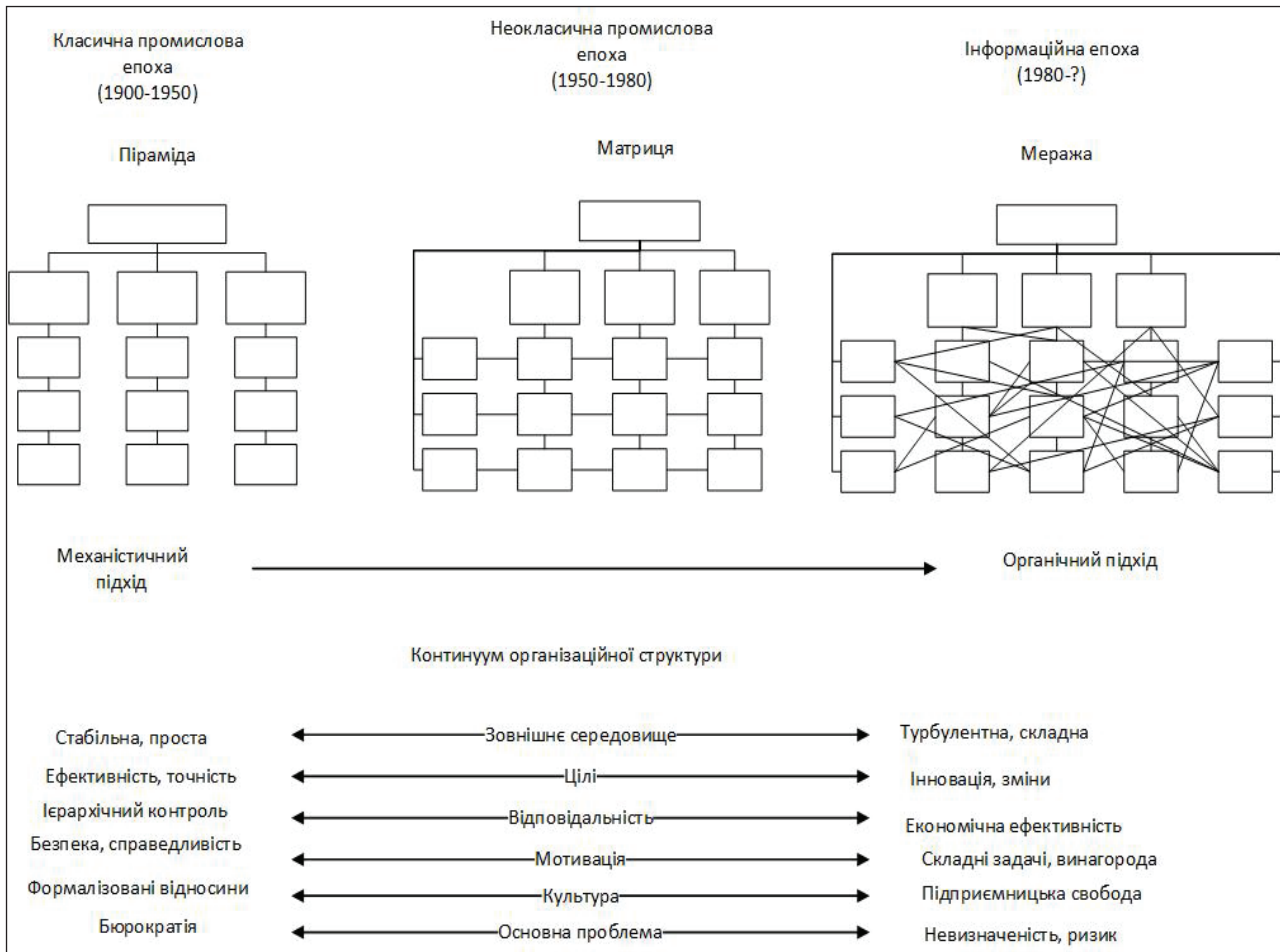 Класична промислова
епоха
(1900-1950)
Неокласична промислова
епоха
(1950-1980)
Інформаційна епоха
(1980-?)
Піраміда
Матриця
Меража
Механістичний
підхід
Органічний підхід
Континуум організаційної структури
Стабільна, проста
Зовнішнє середовище
Турбулентна, складна
Ефективність, точність
Цілі
Інновація, зміни
Ієрархічний контроль
Відповідальність
Економічна ефективність
Безпека, справедливість
Мотивація
Складні задачі, винагорода
Формалізовані відносини
Культура
Підприємницька свобода
Бюрократія
Основна проблема
Невизначеність, ризик